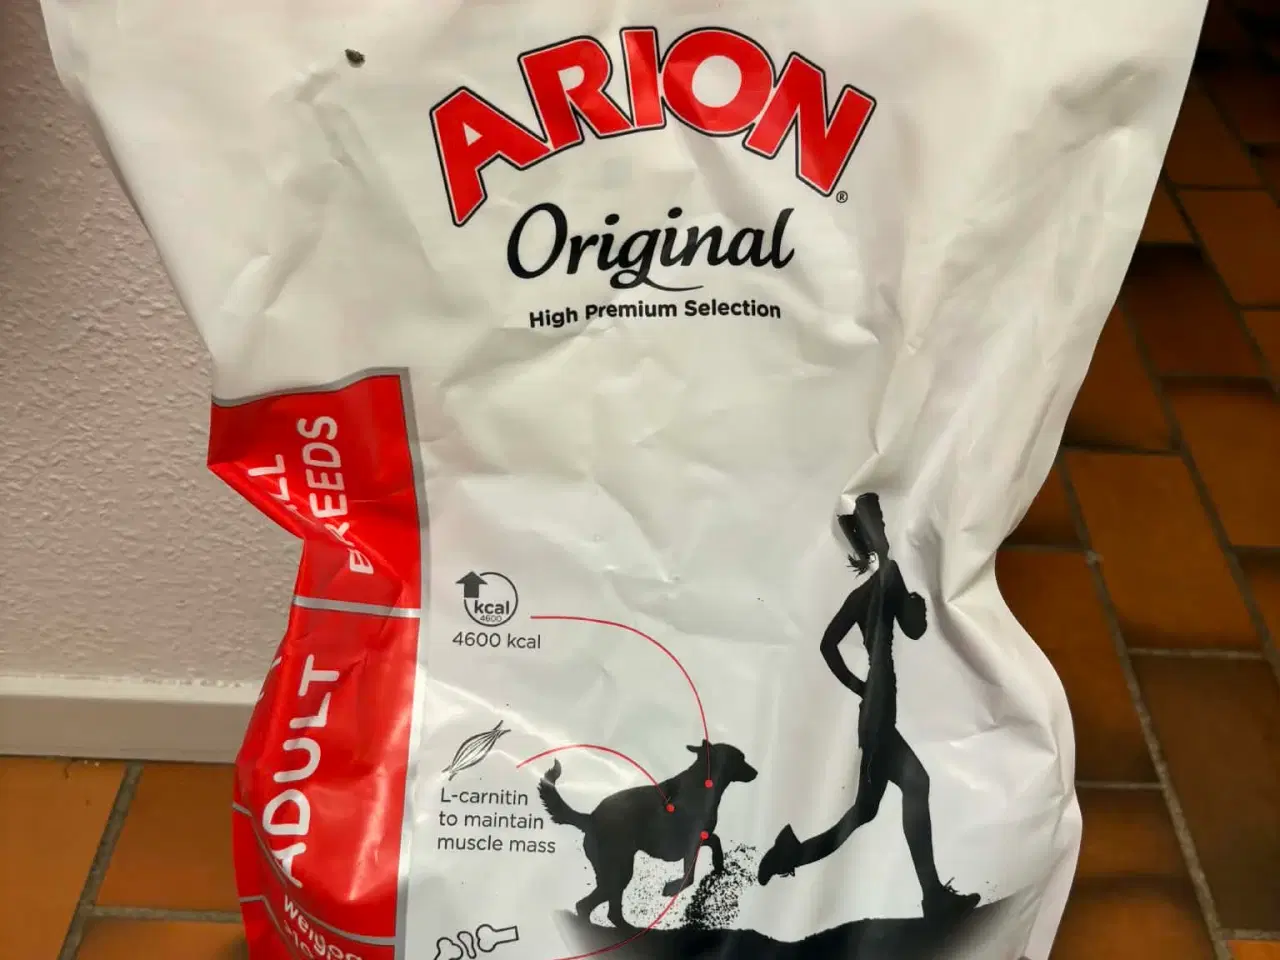 ARION®
Original
High Premium Selection
BREEDS
ADULT
kcal
4600
4600 kcal
L-carnitin
to maintain
muscle mass